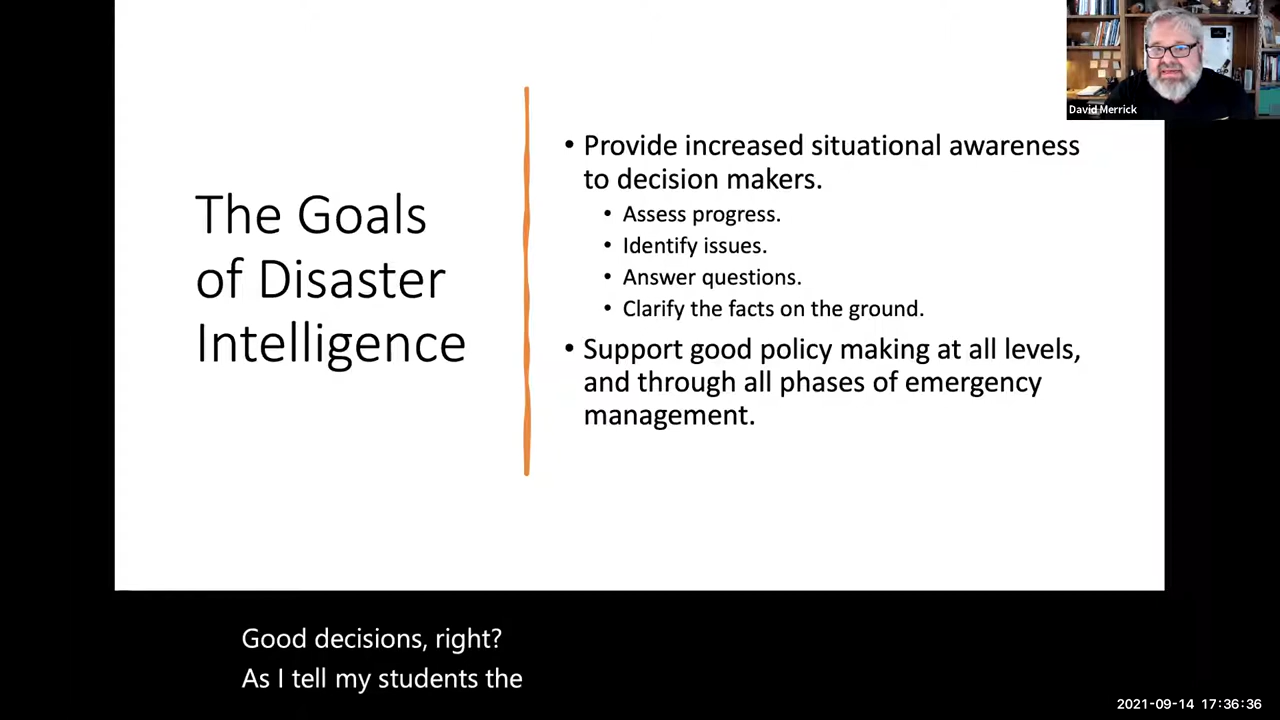 The Goals
of Disaster
Intelligence
• Provide increased situational awareness
to decision makers.
• Assess progress.
• Identify issues.
• Answer questions.
• Clarify the facts on the ground.
• Support good policy making at all levels,
and through all phases of emergency
management.
David Merrick
Good decisions, right?
As I tell my students the
2021-09-14 17:36:36